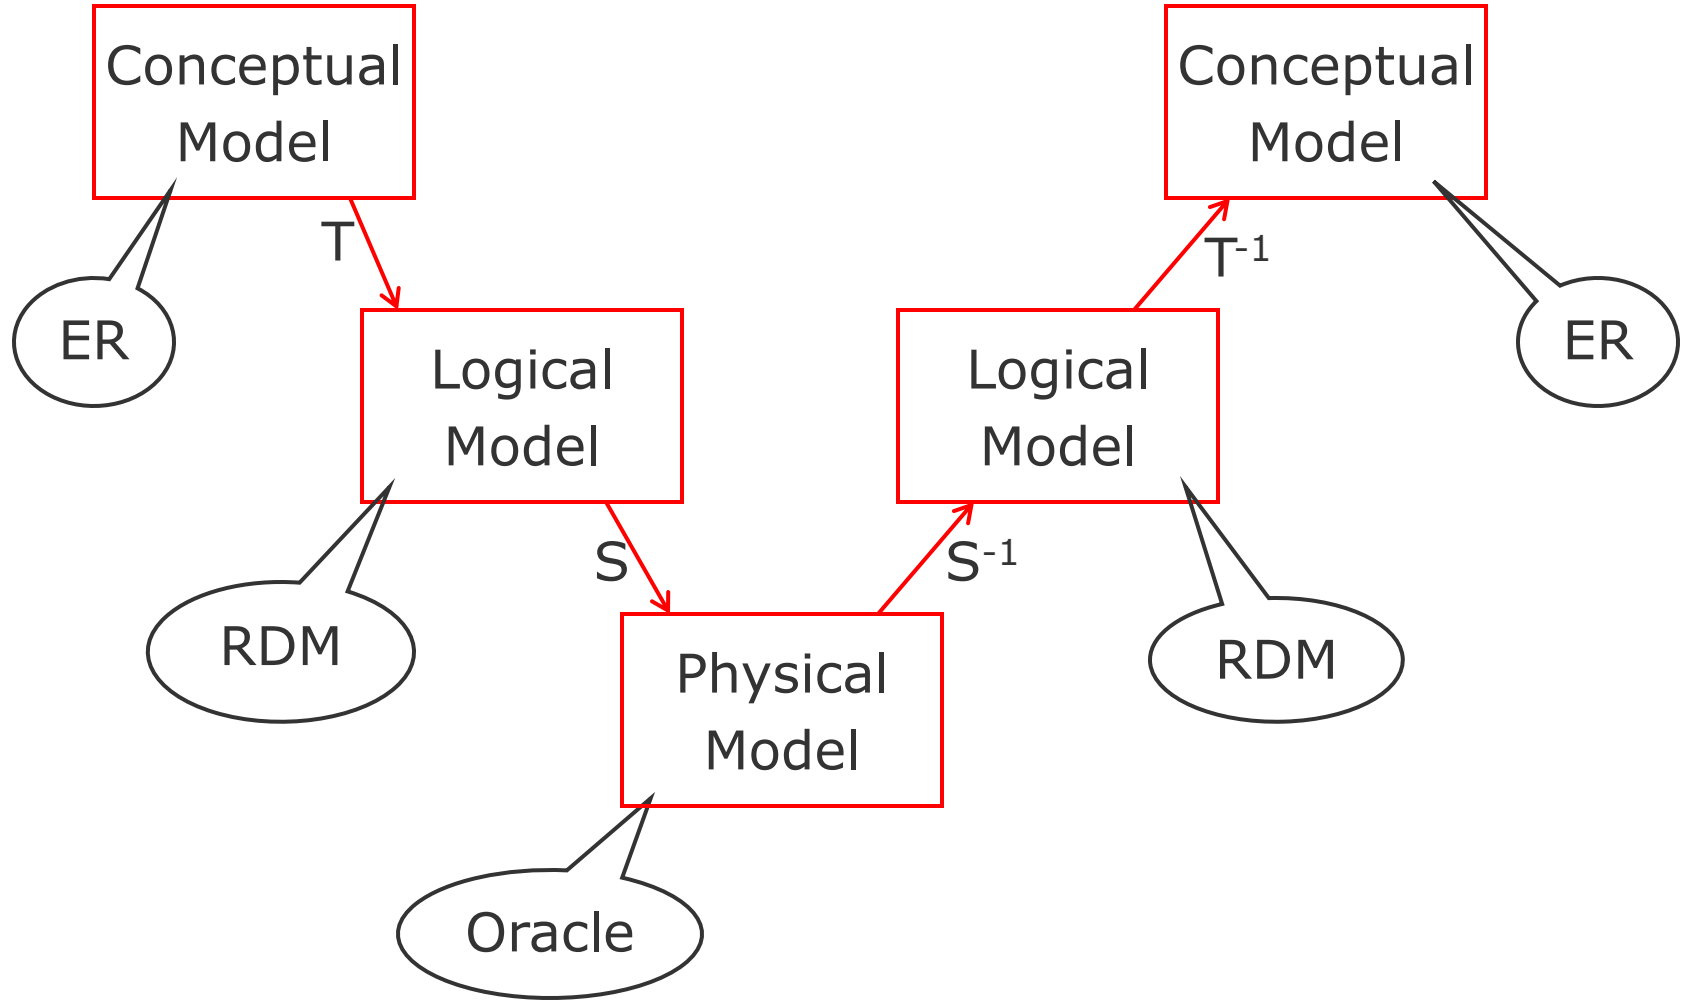 Conceptual
Model
Conceptual
Model
T
T-1
ER
ER
Logical
Model
Logical
Model
S
S-1
RDM
RDM
Physical
Model
Oracle